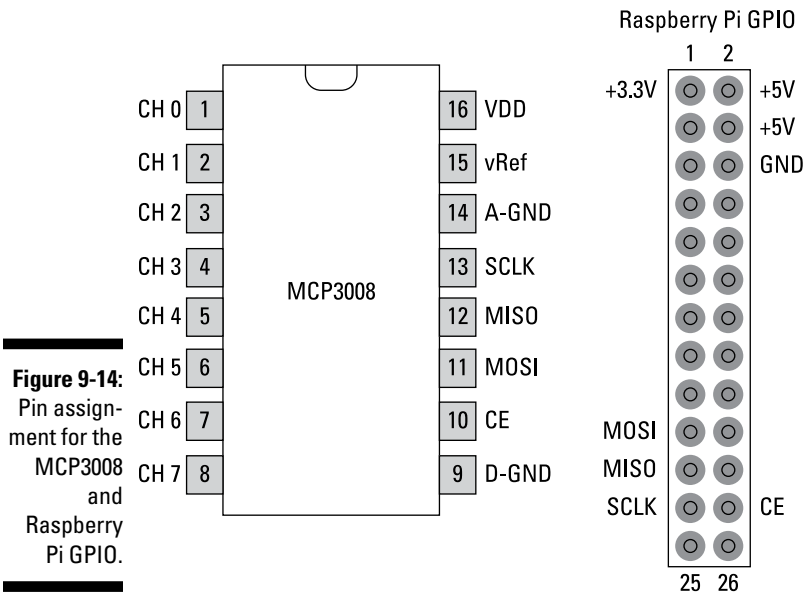 Raspberry Pi GPIO
1 2
+3.3V +5V
+5V
GND
MOSI
MISO
SCLK CE
25 26
CH 0 1 16 VDD
CH 1 2 15 vRef
CH 2 3 14 A-GND
CH 3 4 13 SCLK
MCP3008
CH 4 5 12 MISO
CH 5 6 11 MOSI
CH 6 7 10 CE
CH 7 8 9 D-GND
Figure 9-14:
Pin assign-
ment for the
MCP3008
and
Raspberry
Pi GPIO.